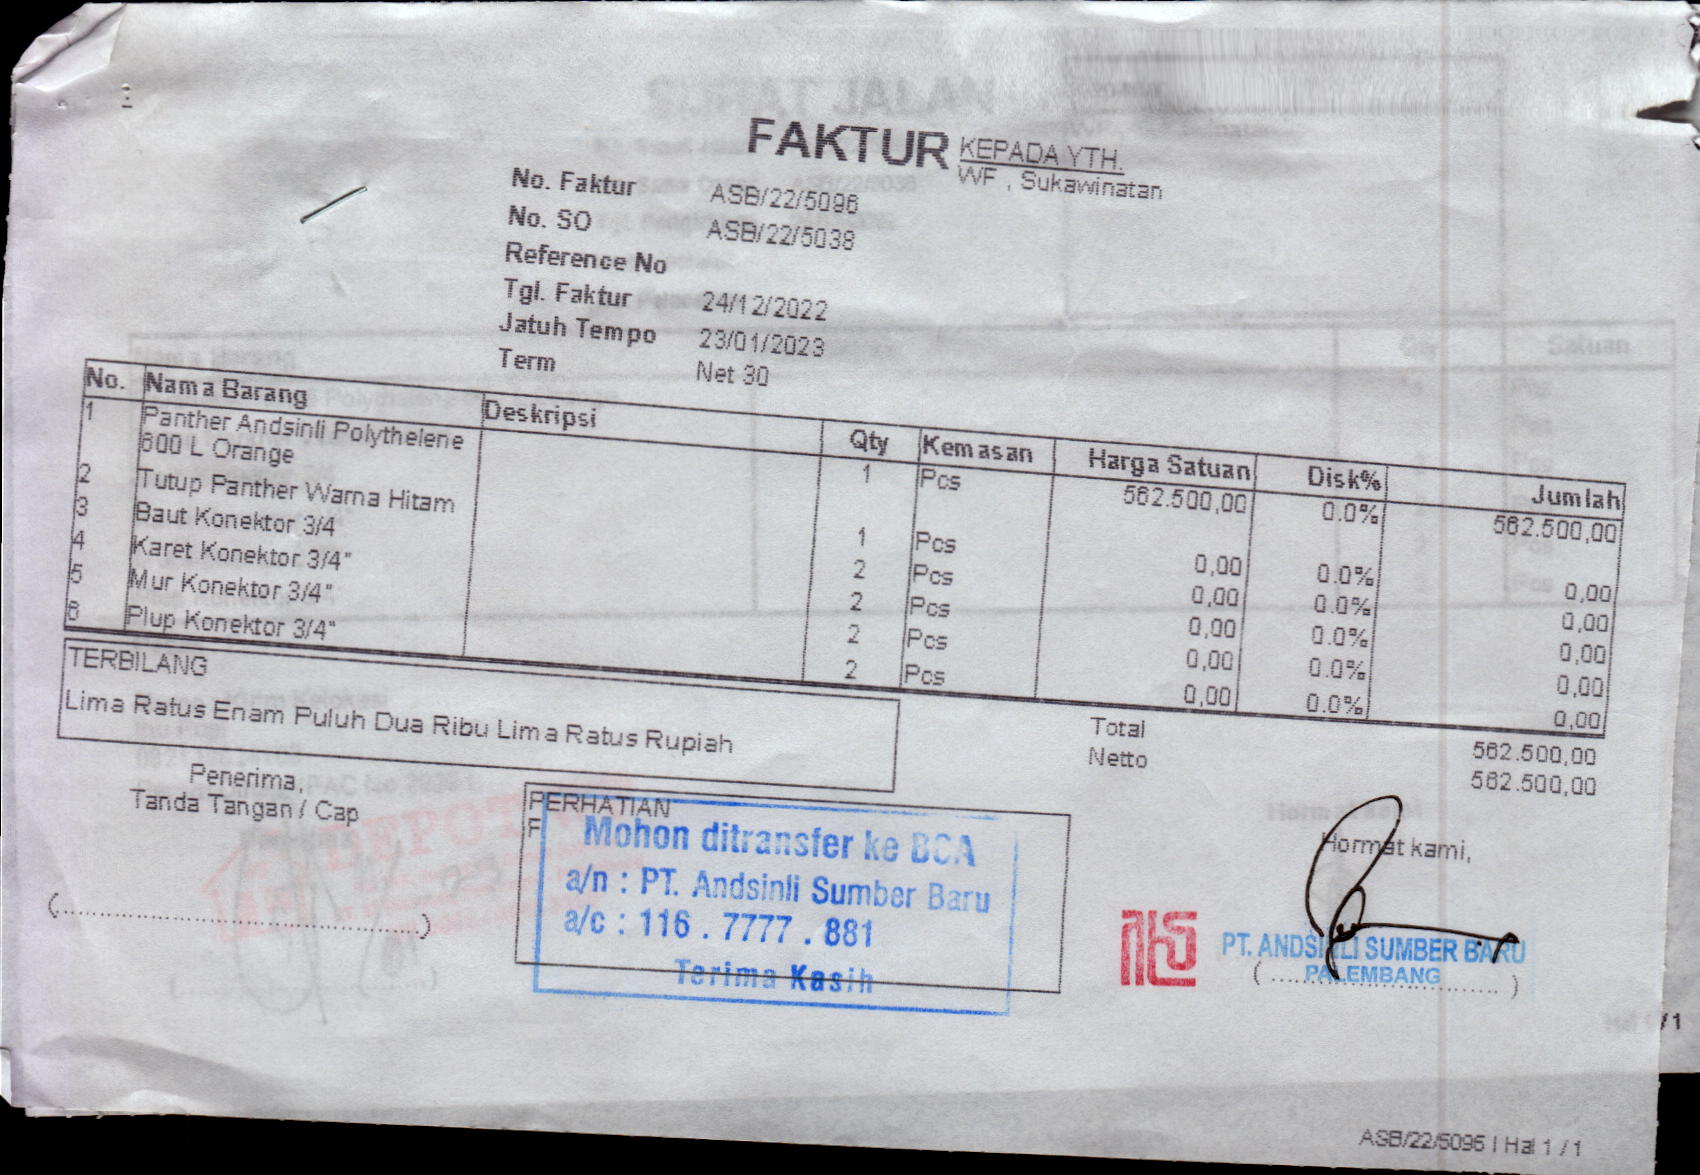 FAKTUR
KEPADA YTH.
WF , Sukawinatan
No. Faktur ASB/22/5096
No. SO ASB/22/5038
Reference No
Tgl. Faktur 24/12/2022
Jatuh Tempo 23/01/2023
Term Net 30
No. Nama Barang Deskripsi Qty Kemasan Harga Satuan Disk% Jumlah
1 Panther Andsinli Polythelene 1 Pcs 562.500,00 0.0% 562.500,00
600 L Orange
2 Tutup Panther Warna Hitam 1 Pcs 0,00 0.0% 0,00
3 Baut Konektor 3/4 2 Pcs 0,00 0.0% 0,00
4 Karet Konektor 3/4" 2 Pcs 0,00 0.0% 0,00
5 Mur Konektor 3/4" 2 Pcs 0,00 0.0% 0,00
6 Plup Konektor 3/4" 2 Pcs 0,00 0.0% 0,00
TERBILANG
Lima Ratus Enam Puluh Dua Ribu Lima Ratus Rupiah
Total 562.500,00
Netto 562.500,00
Penerima,
Tanda Tangan / Cap
(....................................................)
PERHATIAN
Mohon ditransfer ke BCA
a/n : PT. Andsinli Sumber Baru
a/c : 116 . 7777 . 881
Terima Kasih
Hormat kami,
PT. ANDSINLI SUMBER BARU
PALEMBANG
(....................................)
/ 1
ASB/22/5096 | Hal 1 / 1